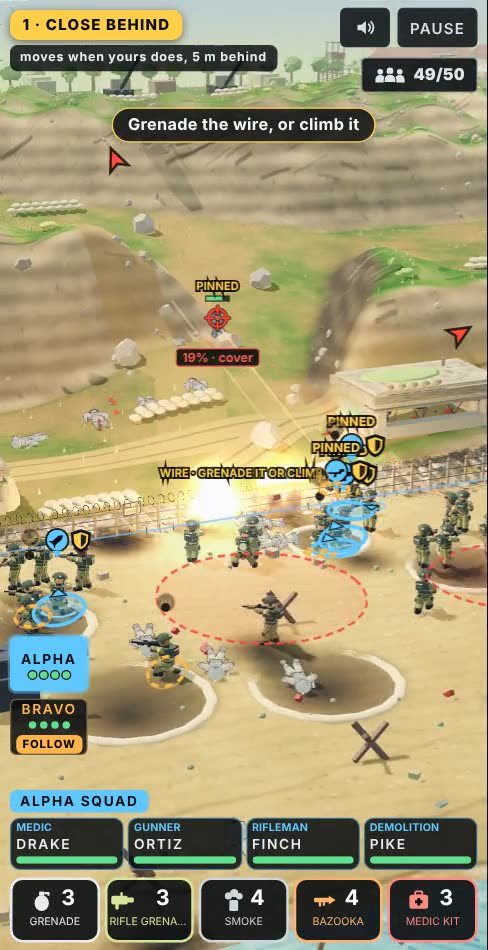 1 · CLOSE BEHIND
PAUSE
moves when yours does, 5 m behind
49/50
Grenade the wire, or climb it
PINNED
19% · cover
PINNED
PINNED
WIRE · GRENADE IT OR CLIMB
ALPHA
BRAVO
FOLLOW
ALPHA SQUAD
MEDIC
DRAKE
GUNNER
ORTIZ
RIFLEMAN
FINCH
DEMOLITION
PIKE
3
GRENADE
3
RIFLE GRENA...
4
SMOKE
4
BAZOOKA
3
MEDIC KIT